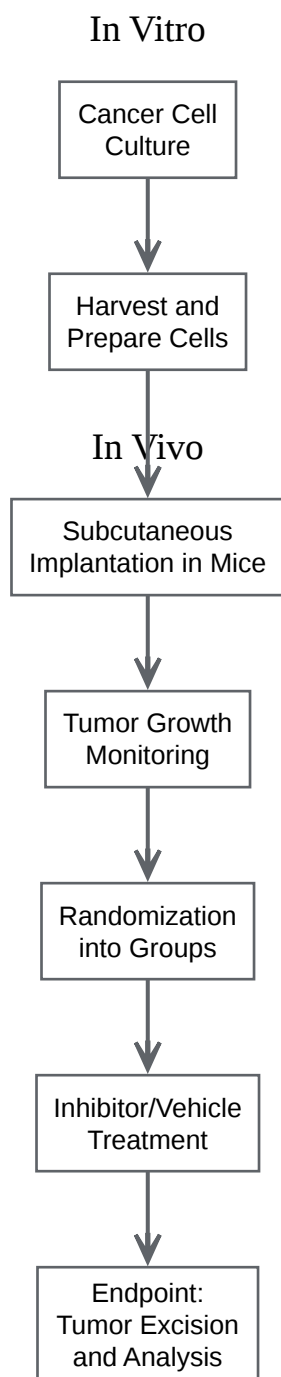 In Vitro
Cancer Cell
Culture
Harvest and
Prepare Cells
In Vivo
Subcutaneous
Implantation in Mice
Tumor Growth
Monitoring
Randomization
into Groups
Inhibitor/Vehicle
Treatment
Endpoint:
Tumor Excision
and Analysis